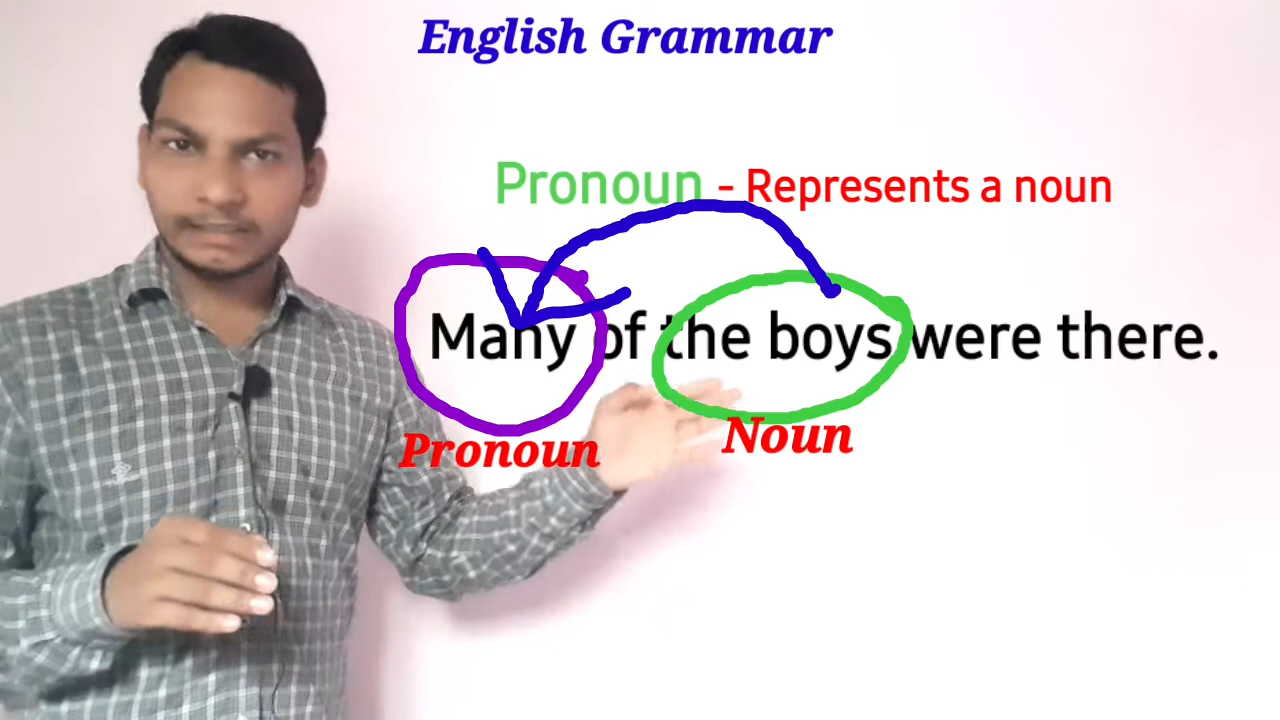 English Grammar
Pronoun - Represents a noun
Many of the boys were there.
Pronoun
Noun